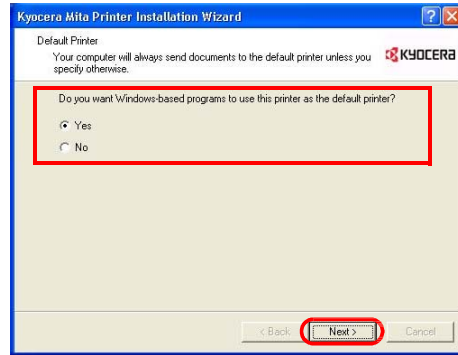 Kyocera Mita Printer Installation Wizard
Default Printer
Your computer will always send documents to the default printer unless you
specify otherwise.
KYOCERA
Do you want Windows-based programs to use this printer as the default printer?
Yes
No
< Back
Next >
Cancel